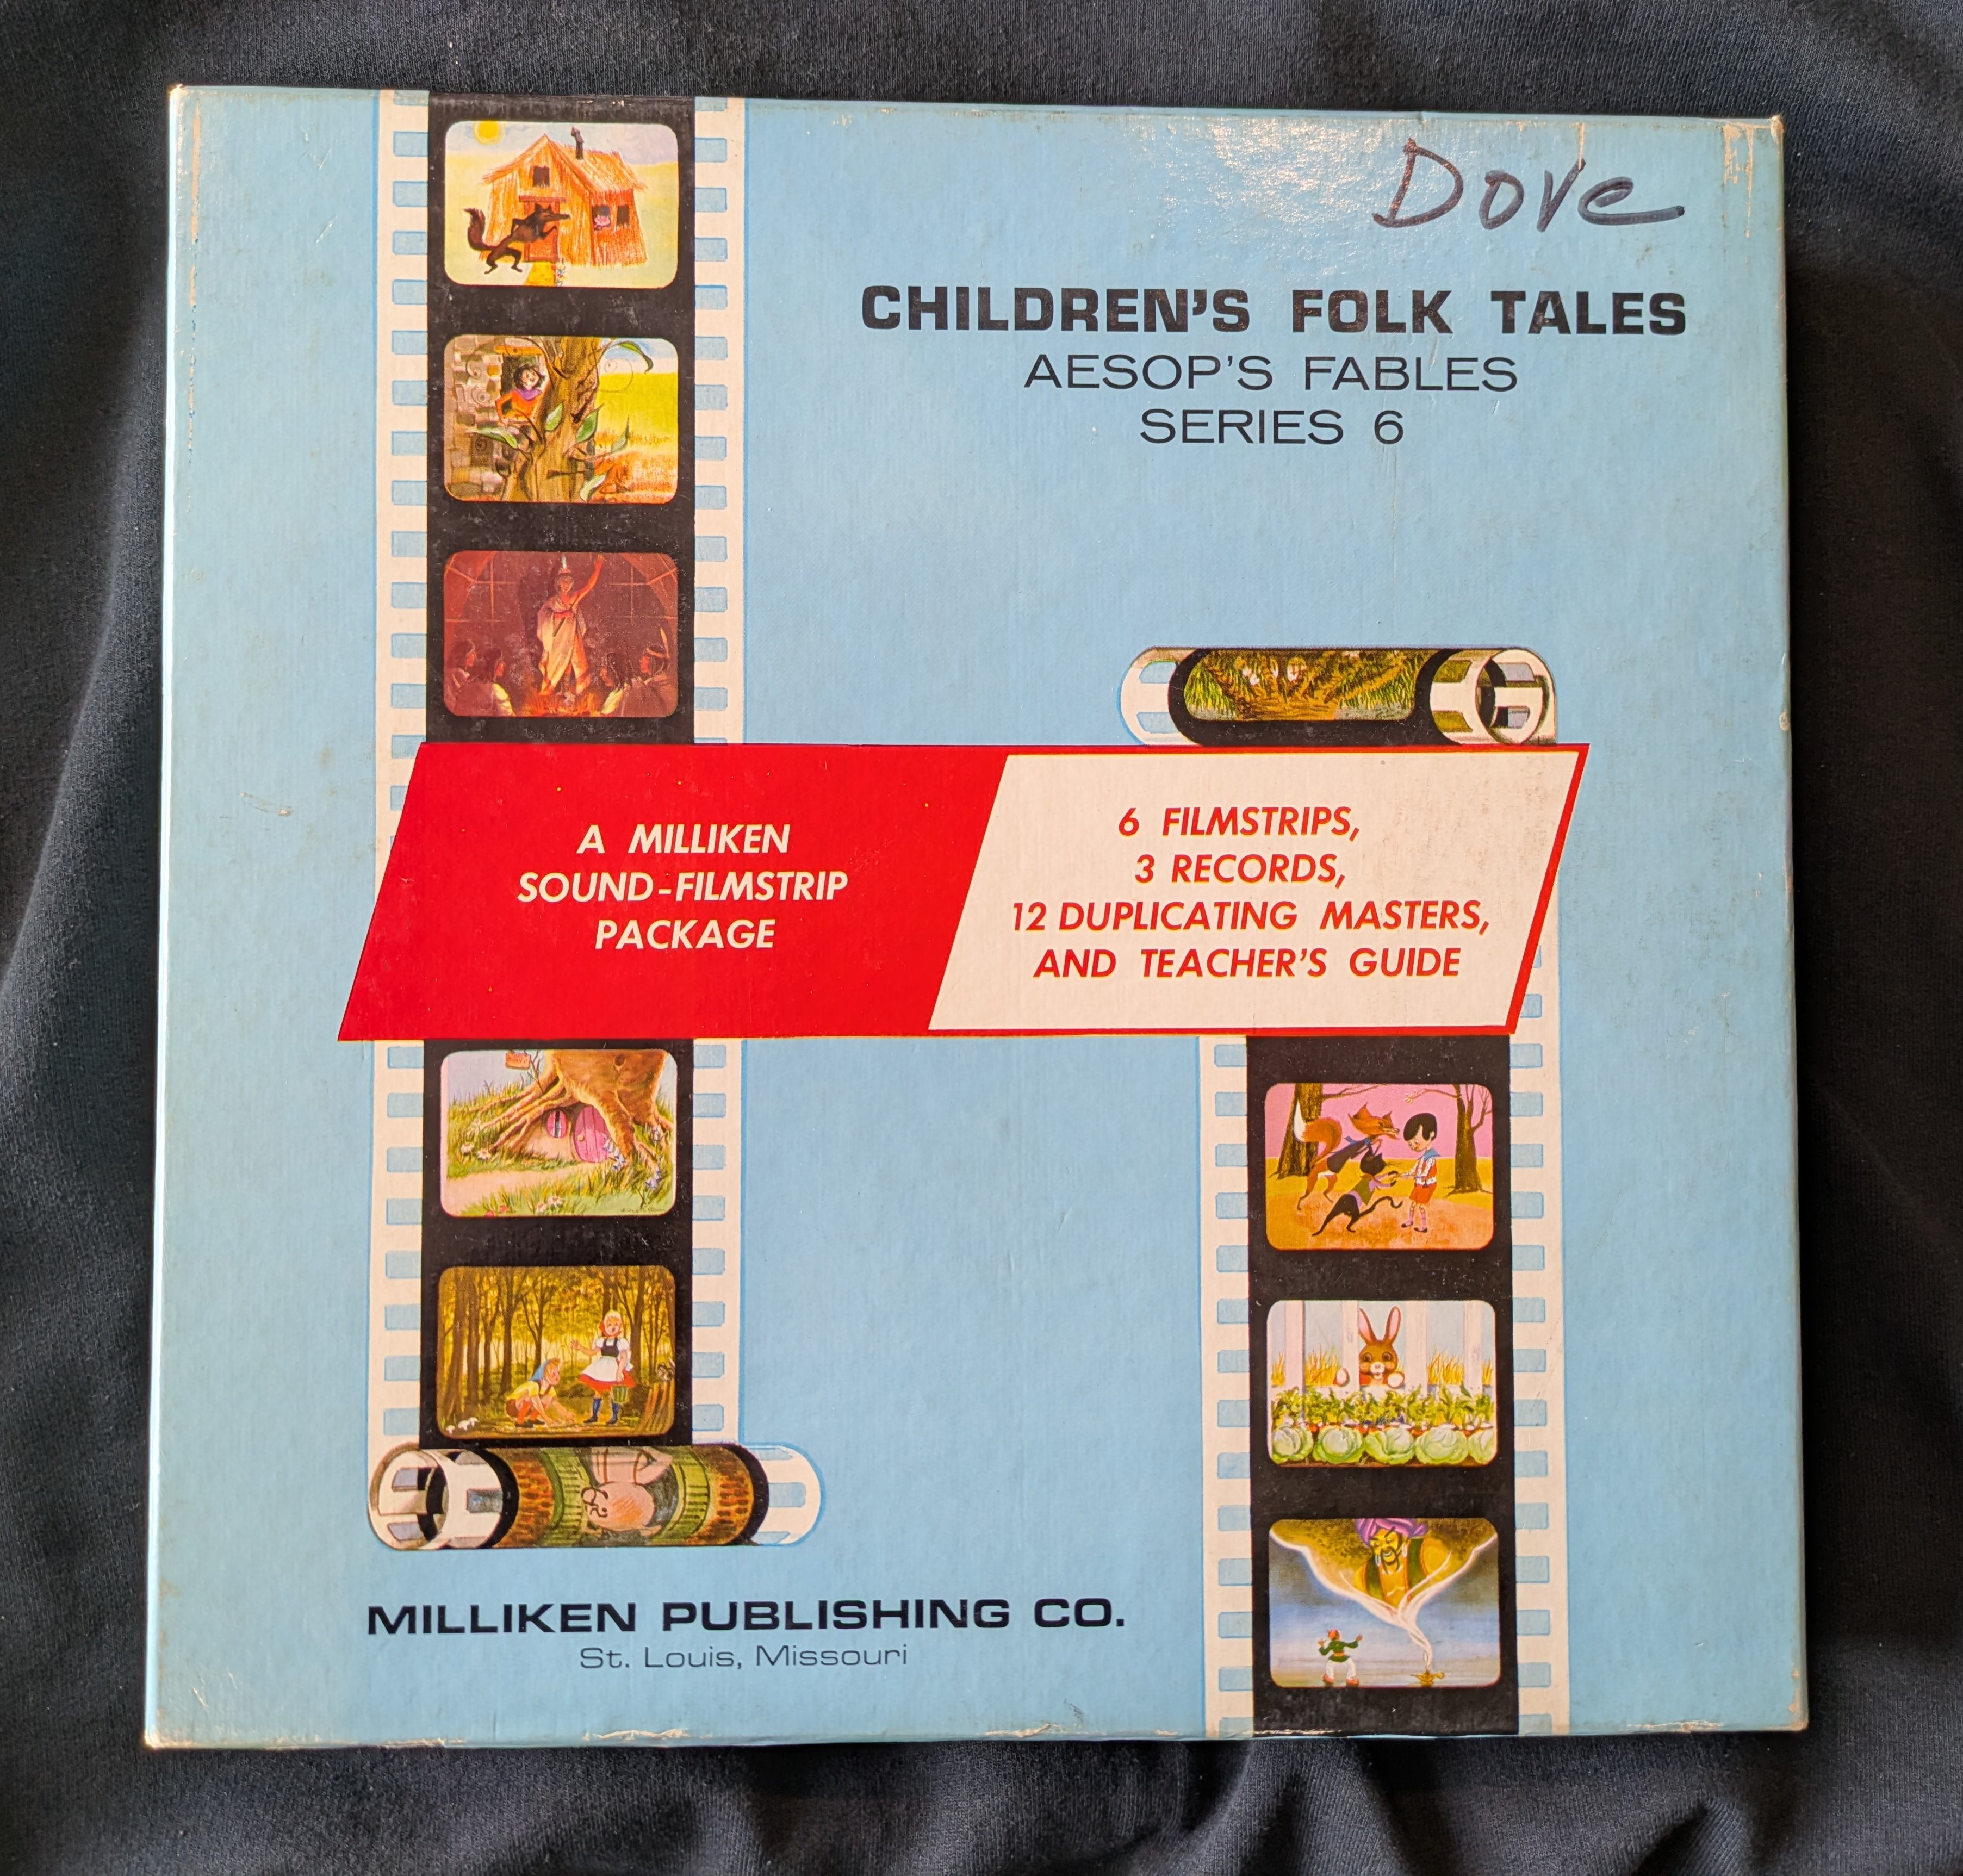 Dove
CHILDREN'S FOLK TALES
AESOP'S FABLES
SERIES 6
A MILLIKEN
SOUND-FILMSTRIP
PACKAGE
6 FILMSTRIPS,
3 RECORDS,
12 DUPLICATING MASTERS,
AND TEACHER'S GUIDE
MILLIKEN PUBLISHING CO.
St. Louis, Missouri